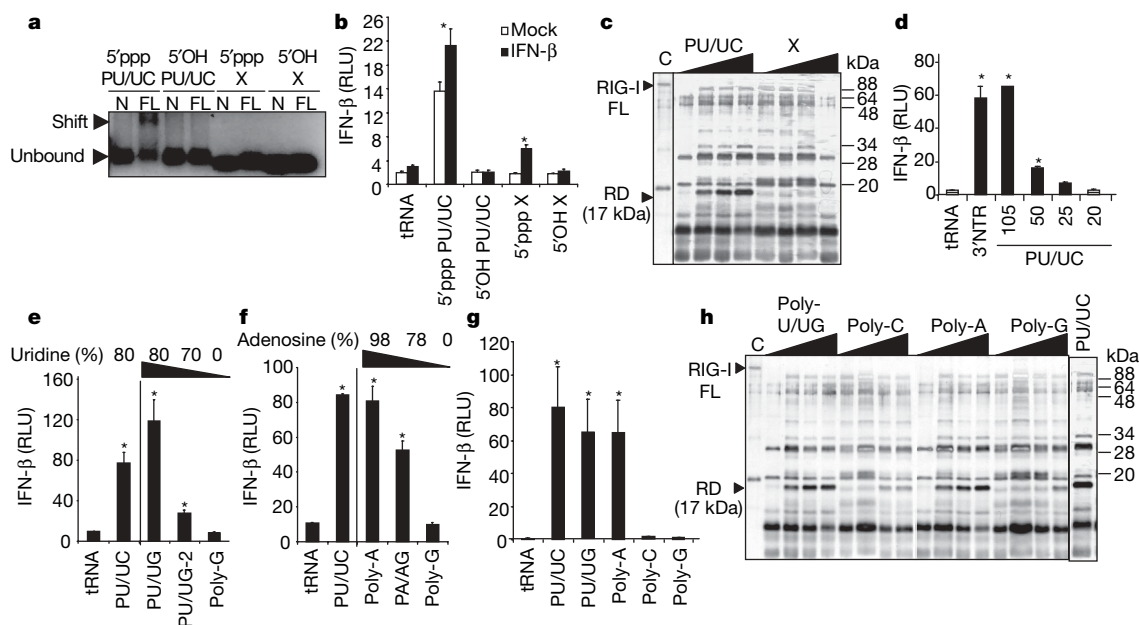 a
5′ppp 5′OH 5′ppp 5′OH
PU/UC PU/UC X X
N FL N FL N FL N FL
Shift
Unbound
b
IFN-β (RLU)
26
22
18
14
12
8
4
2
0
Mock
IFN-β
*
*
tRNA
5′ppp PU/UC
5′OH PU/UC
5′ppp X
5′OH X
c
C PU/UC X
kDa
RIG-I
FL
RD
(17 kDa)
88
64
48
34
28
20
d
IFN-β (RLU)
80
60
40
20
0
* * *
tRNA
3′NTR
105
50
25
20
PU/UC
e
Uridine (%) 80 80 70 0
IFN-β (RLU)
160
120
80
40
0
* * *
tRNA
PU/UC
PU/UG
PU/UG-2
Poly-G
f
Adenosine (%) 98 78 0
IFN-β (RLU)
100
80
60
40
20
0
* * *
tRNA
PU/UC
Poly-A
PA/AG
Poly-G
g
IFN-β (RLU)
120
100
80
60
40
20
0
* * *
tRNA
PU/UC
PU/UG
Poly-A
Poly-C
Poly-G
h
Poly-
U/UG Poly-C Poly-A Poly-G
C
PU/UC
kDa
RIG-I
FL
RD
(17 kDa)
88
64
48
34
28
20